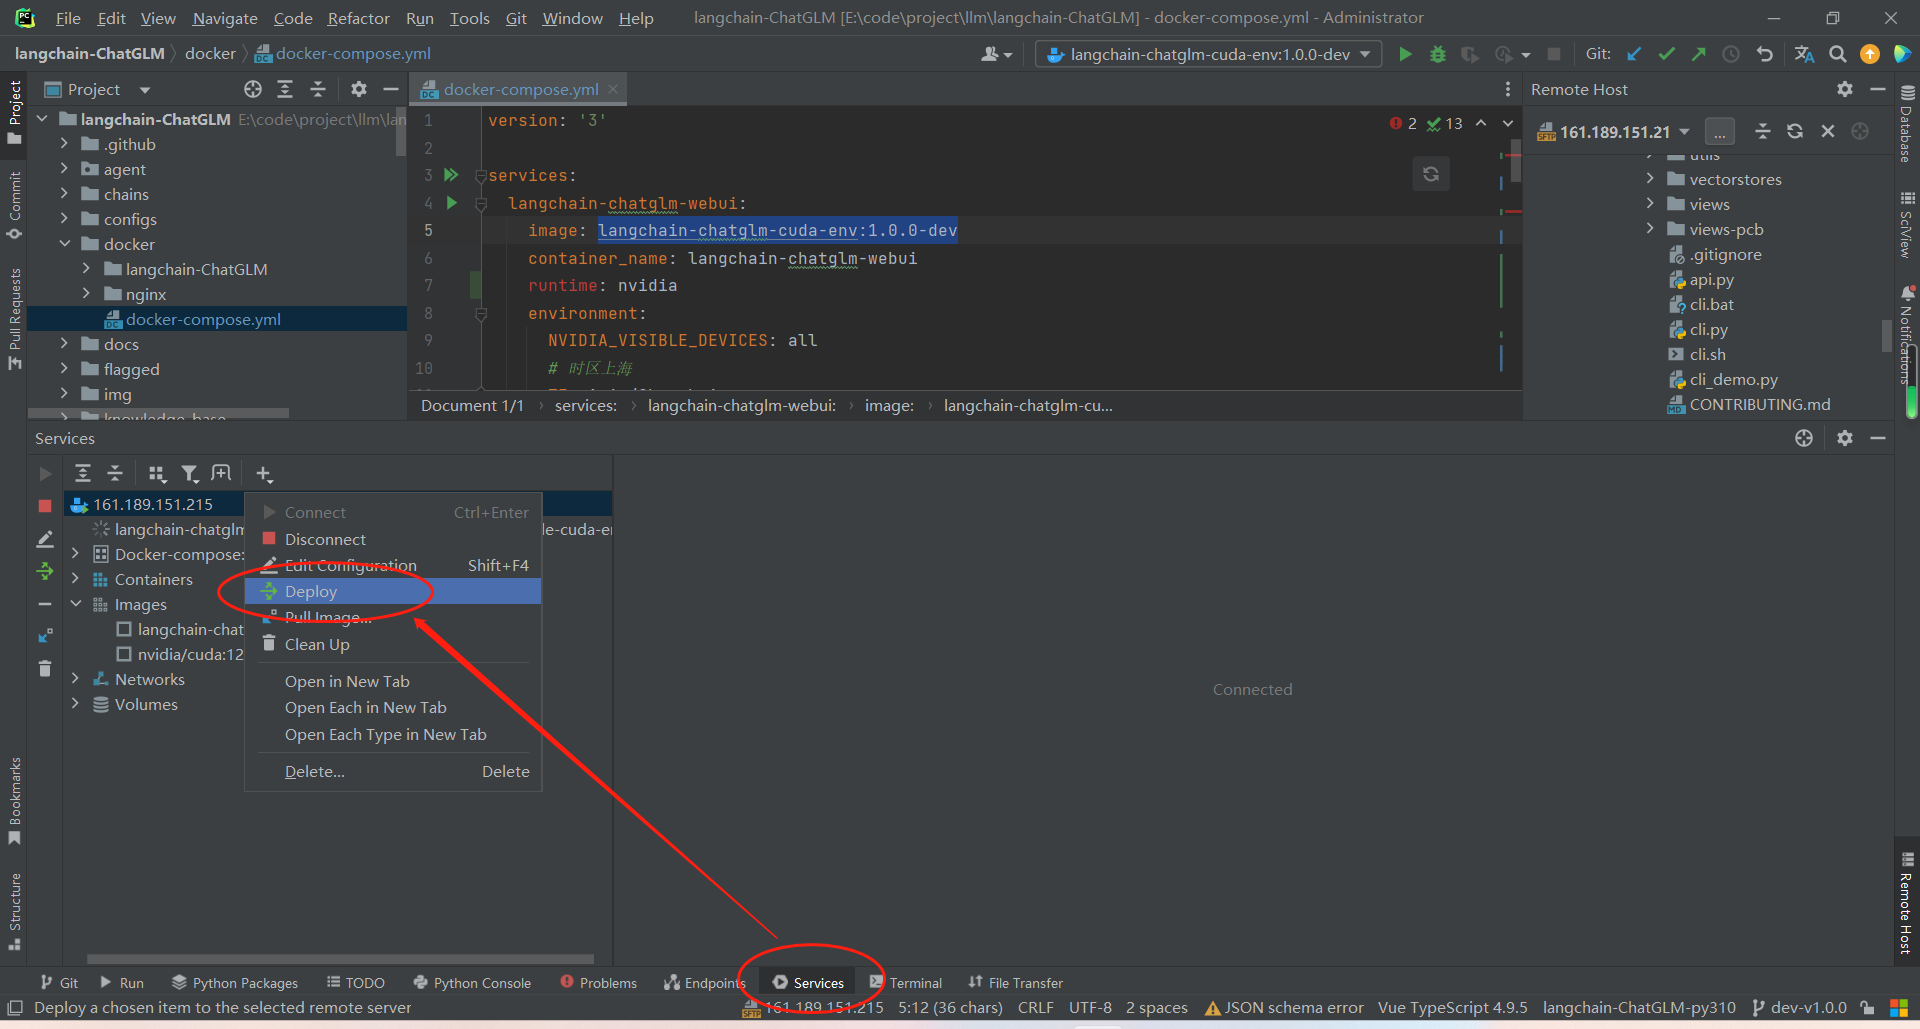 File Edit View Navigate Code Refactor Run Tools Git Window Help langchain-ChatGLM [E:\code\project\llm\langchain-ChatGLM] - docker-compose.yml - Administrator
langchain-ChatGLM docker docker-compose.yml langchain-chatglm-cuda-env:1.0.0-dev Git:
Project
Commit
Pull Requests
Bookmarks
Structure
Project
langchain-ChatGLM E:\code\project\llm\lan
.github
agent
chains
configs
docker
langchain-ChatGLM
nginx
docker-compose.yml
docs
flagged
img
knowledge_base
docker-compose.yml
2 13
1 version: '3'
2
3 services:
4 langchain-chatglm-webui:
5 image: langchain-chatglm-cuda-env:1.0.0-dev
6 container_name: langchain-chatglm-webui
7 runtime: nvidia
8 environment:
9 NVIDIA_VISIBLE_DEVICES: all
10 # 时区上海
Document 1/1 services: langchain-chatglm-webui: image: langchain-chatglm-cu...
Remote Host
161.189.151.21 ...
utils
vectorstores
views
views-pcb
.gitignore
api.py
cli.bat
cli.py
cli.sh
cli_demo.py
CONTRIBUTING.md
Database
SciView
Notifications
Remote Host
Services
161.189.151.215
langchain-chatglm e-cuda-e
Docker-compose:
Containers
Images
langchain-chat
nvidia/cuda:12
Networks
Volumes
Connect Ctrl+Enter
Disconnect
Edit Configuration Shift+F4
Deploy
Pull Image...
Clean Up
Open in New Tab
Open Each in New Tab
Open Each Type in New Tab
Delete... Delete
Connected
Git Run Python Packages TODO Python Console Problems Endpoints Services Terminal File Transfer
Deploy a chosen item to the selected remote server 161.189.151.215 5:12 (36 chars) CRLF UTF-8 2 spaces JSON schema error Vue TypeScript 4.9.5 langchain-ChatGLM-py310 dev-v1.0.0